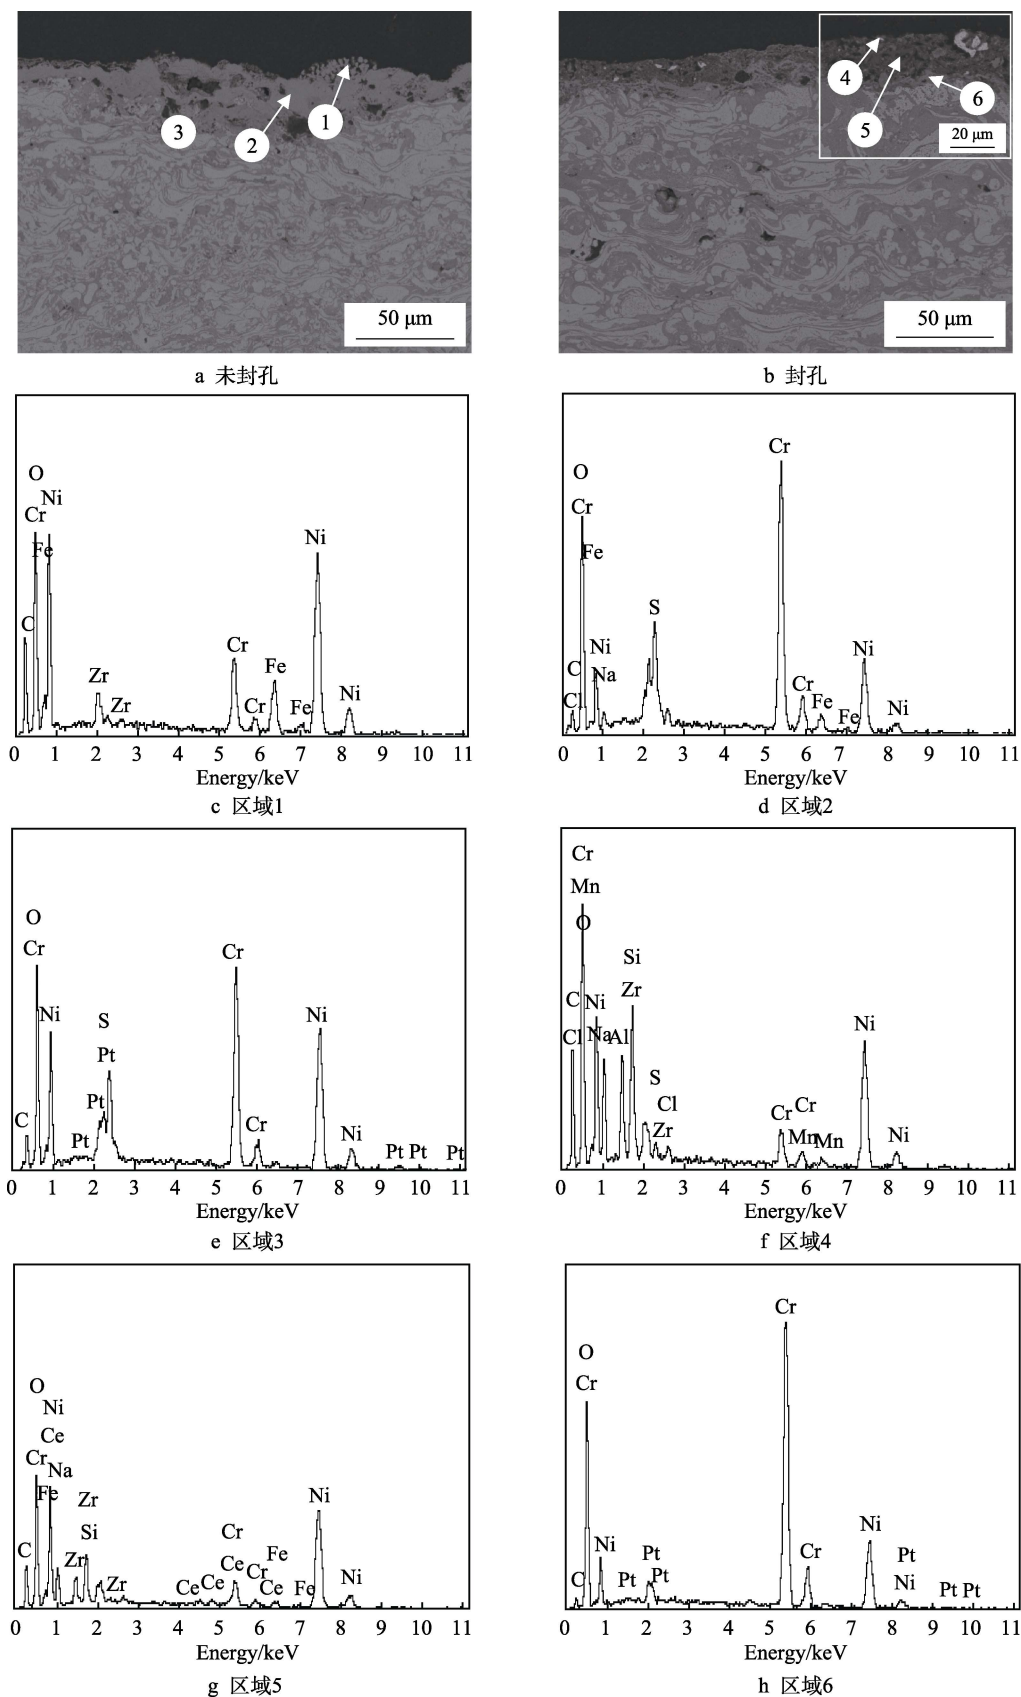 4
5
6
20 μm
3
2
1
50 μm
50 μm
a 未封孔
b 封孔
O
Ni
Cr
Fe
C
Zr
Zr
Cr
Cr
Fe
Fe
Ni
Ni
0 1 2 3 4 5 6 7 8 9 10 11
Energy/keV
c 区域1
O
Cr
Fe
Ni
C
Na
Cl
S
Cr
Cr
Fe
Fe
Ni
Ni
0 1 2 3 4 5 6 7 8 9 10 11
Energy/keV
d 区域2
O
Cr
Ni
C
S
Pt
Pt
Pt
Cr
Cr
Ni
Ni
Pt Pt Pt
0 1 2 3 4 5 6 7 8 9 10 11
Energy/keV
e 区域3
Cr
Mn
O
C
Ni
Cl
Na
Al
Si
Zr
S
Cl
Zr
Cr
Cr
Mn
Mn
Ni
Ni
0 1 2 3 4 5 6 7 8 9 10 11
Energy/keV
f 区域4
O
Ni
Ce
Cr
Na
Fe
C
Zr
Si
Zr
Zr
Ce
Ce
Cr
Ce
Cr
Fe
Ce
Fe
Ni
Ni
0 1 2 3 4 5 6 7 8 9 10 11
Energy/keV
g 区域5
O
Cr
Ni
C
Pt
Pt
Pt
Cr
Cr
Ni
Pt
Ni
Pt Pt
0 1 2 3 4 5 6 7 8 9 10 11
Energy/keV
h 区域6